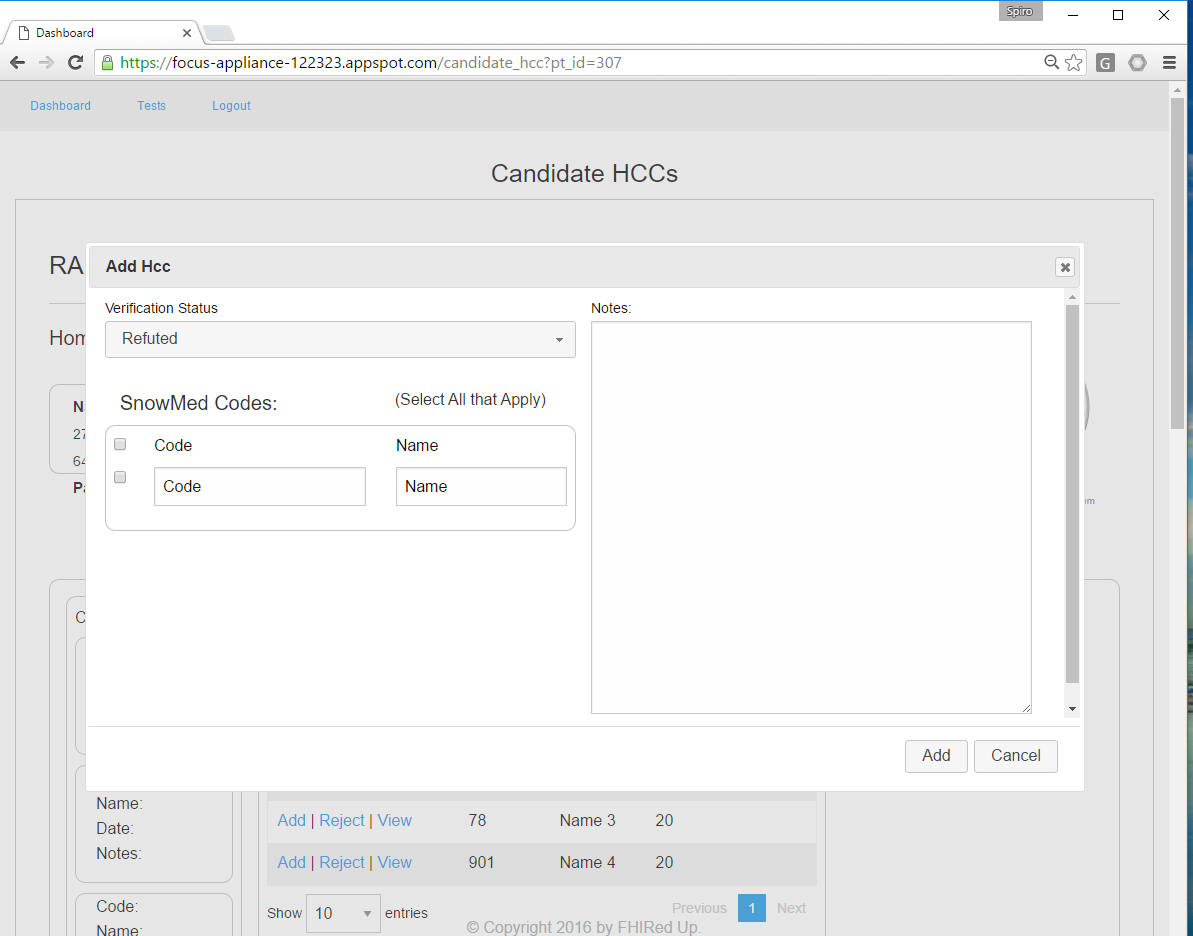 Spiro
Dashboard
https://focus-appliance-122323.appspot.com/candidate_hcc?pt_id=307
G
Dashboard Tests Logout
Candidate HCCs
RA
Add Hcc
Verification Status
Notes:
Refuted
Hom
SnowMed Codes: (Select All that Apply)
Code Name
Code Name
N
27
64
Pa
om
C
Add Cancel
Name:
Date:
Notes:
Add | Reject | View 78 Name 3 20
Add | Reject | View 901 Name 4 20
Code:
Name:
Show 10 entries
Previous 1 Next
© Copyright 2016 by FHIRed Up.